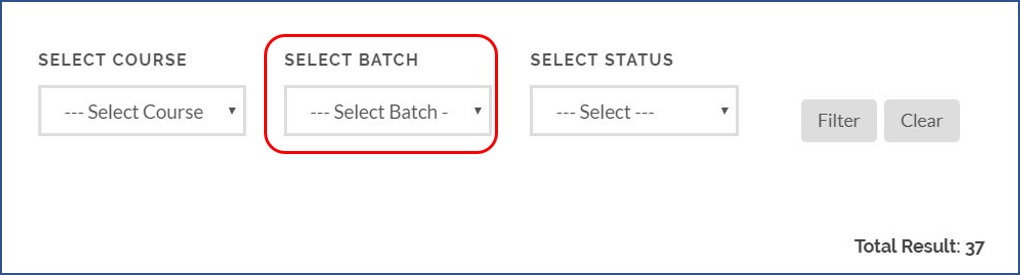 SELECT COURSE SELECT BATCH SELECT STATUS
--- Select Course --- Select Batch - --- Select ---
Filter Clear
Total Result: 37